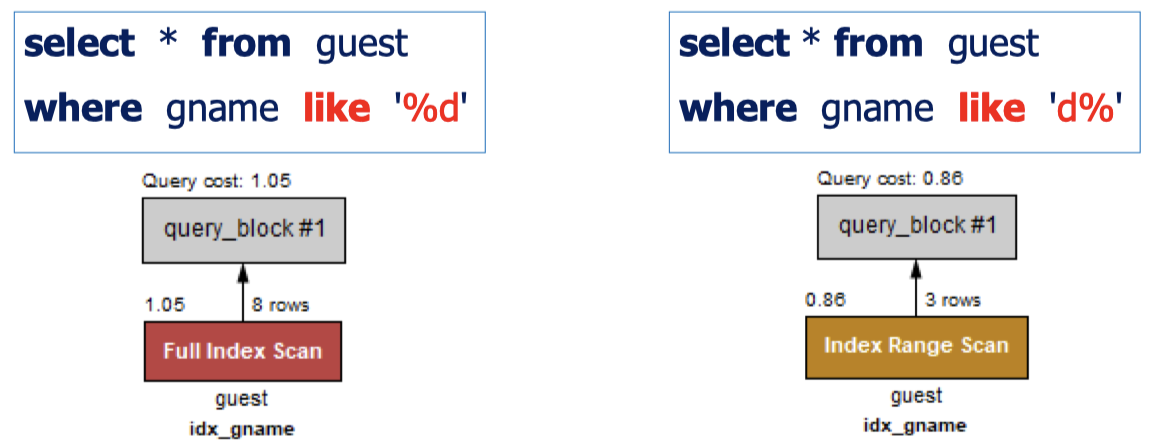 select * from guest
where gname like '%d'
Query cost: 1.05
query_block #1
1.05 8 rows
Full Index Scan
guest
idx_gname
select * from guest
where gname like 'd%'
Query cost: 0.86
query_block #1
0.86 3 rows
Index Range Scan
guest
idx_gname